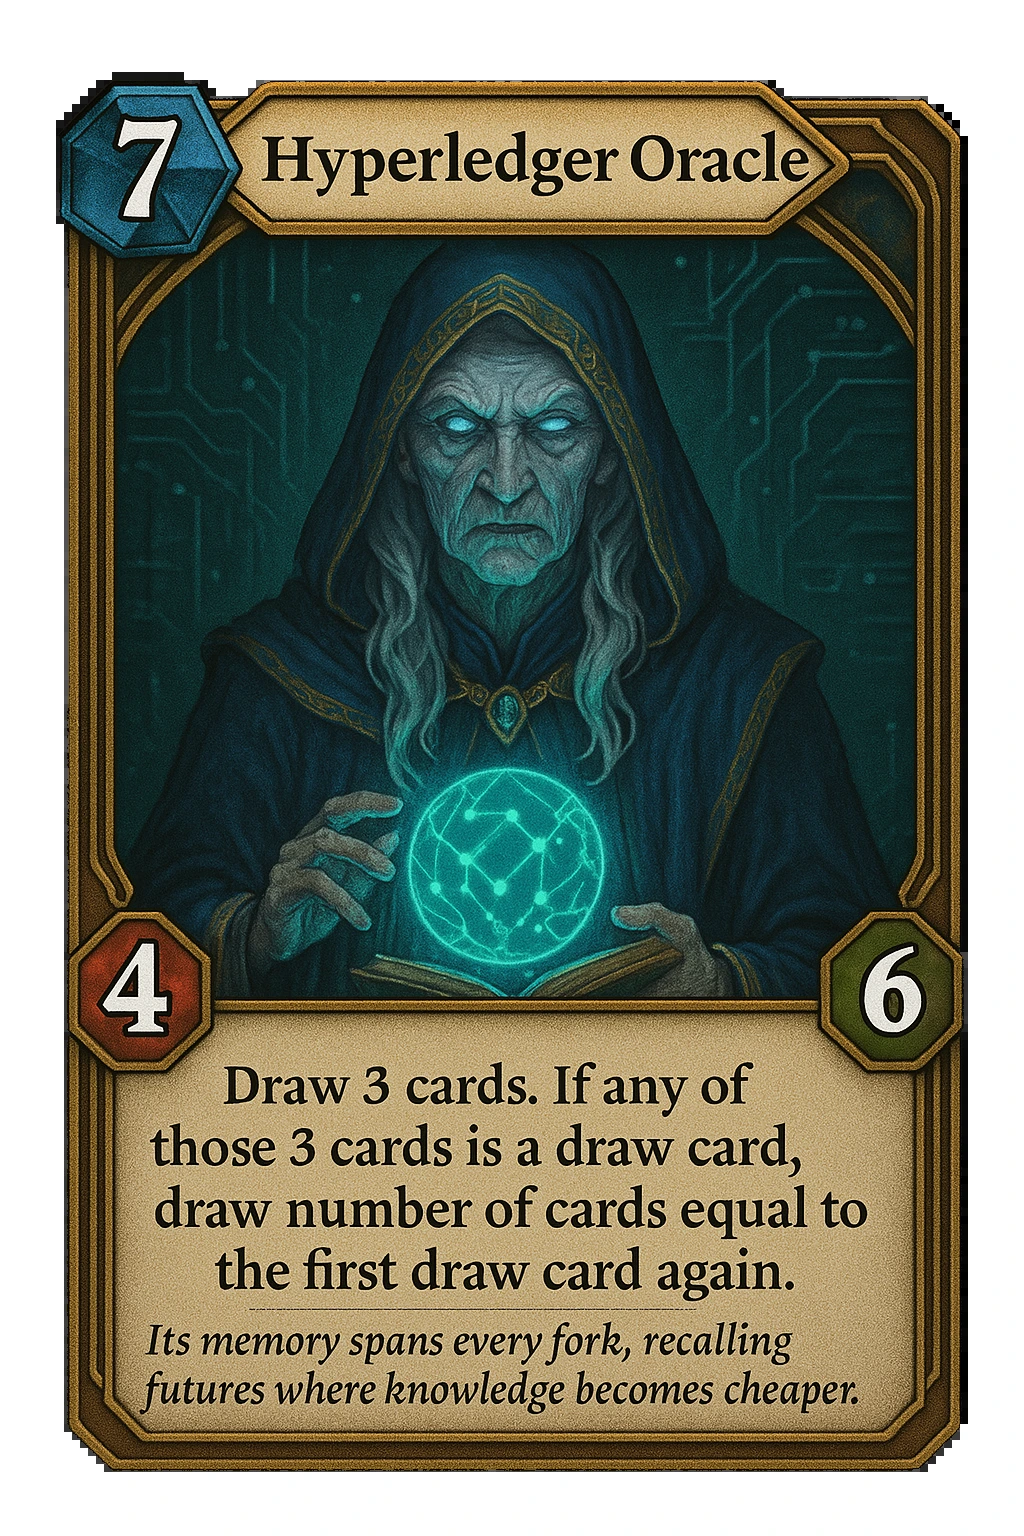 7
Hyperledger Oracle
4
6
Draw 3 cards. If any of
those 3 cards is a draw card,
draw number of cards equal to
the first draw card again.
Its memory spans every fork, recalling
futures where knowledge becomes cheaper.